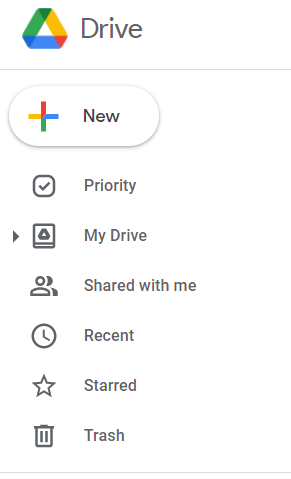 Drive
New
Priority
My Drive
Shared with me
Recent
Starred
Trash